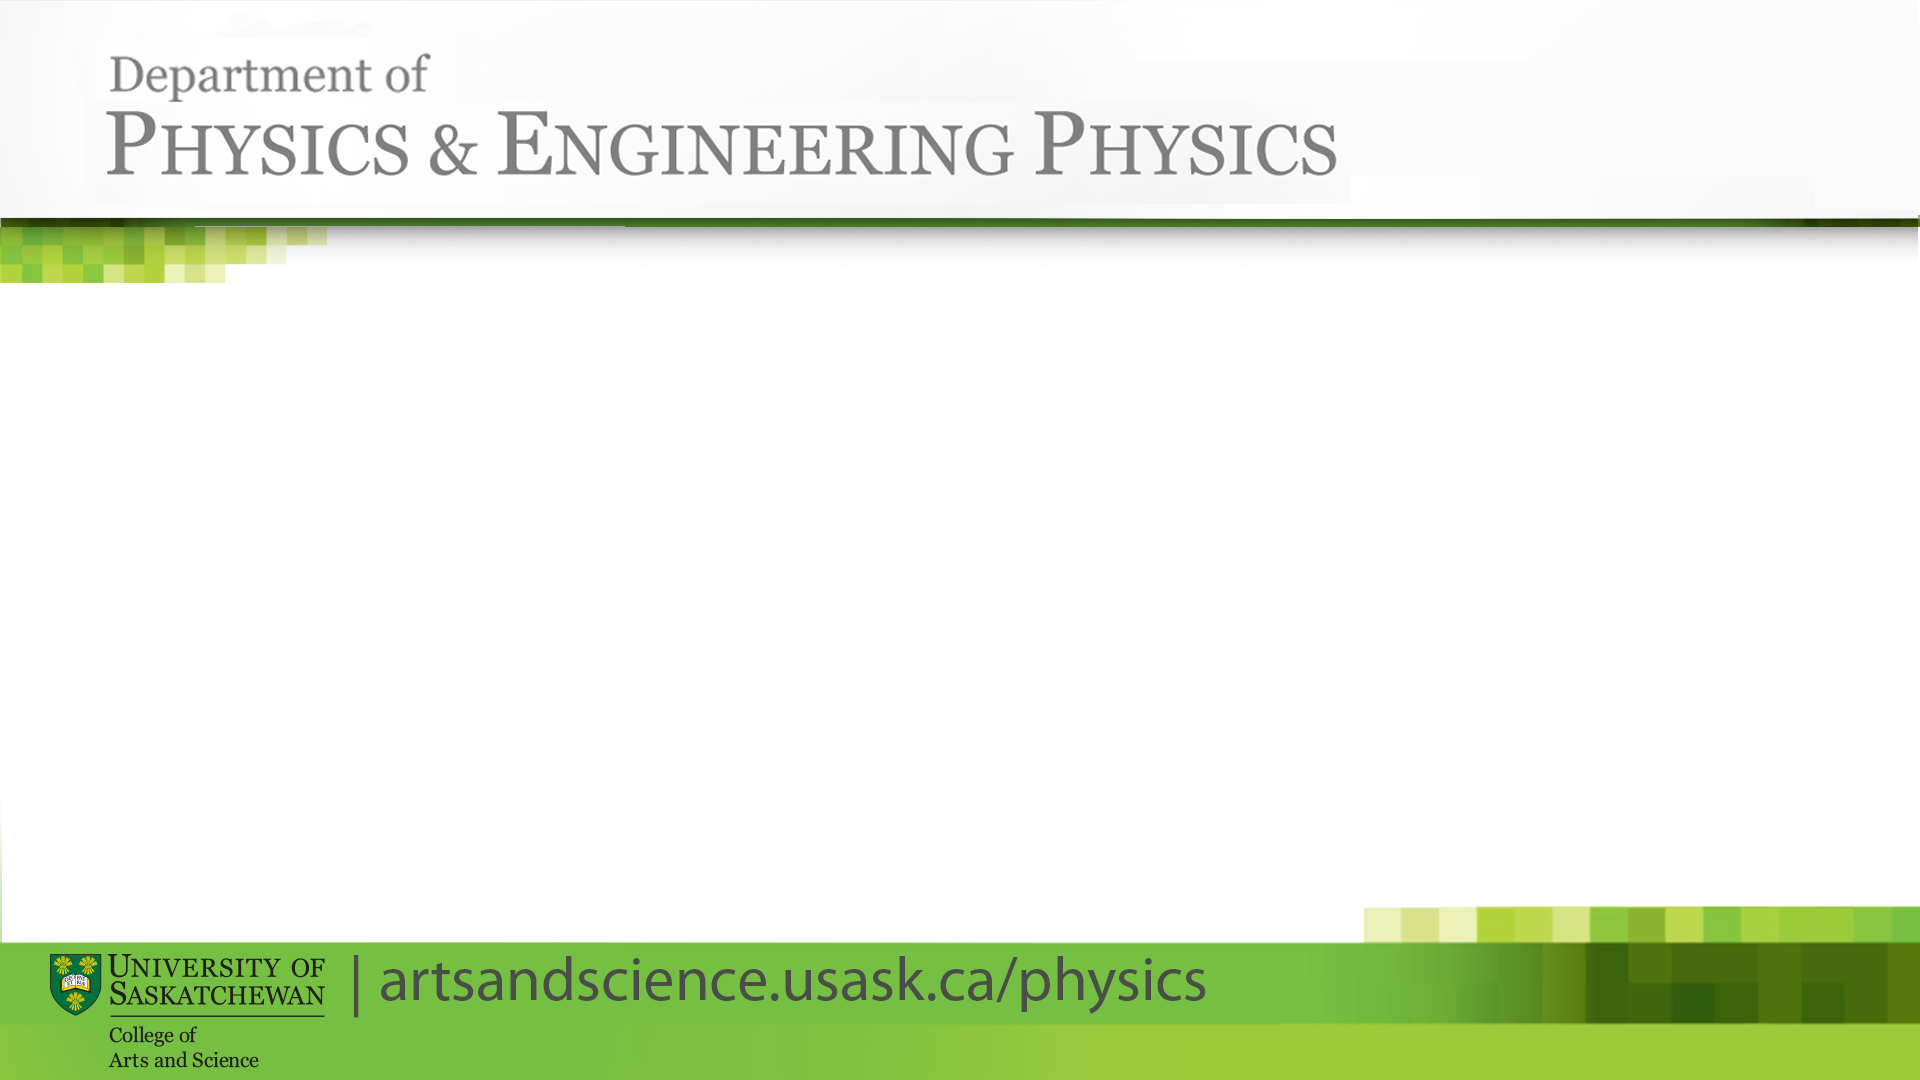 Department of
PHYSICS & ENGINEERING PHYSICS
UNIVERSITY OF
SASKATCHEWAN
College of
Arts and Science
artsandscience.usask.ca/physics